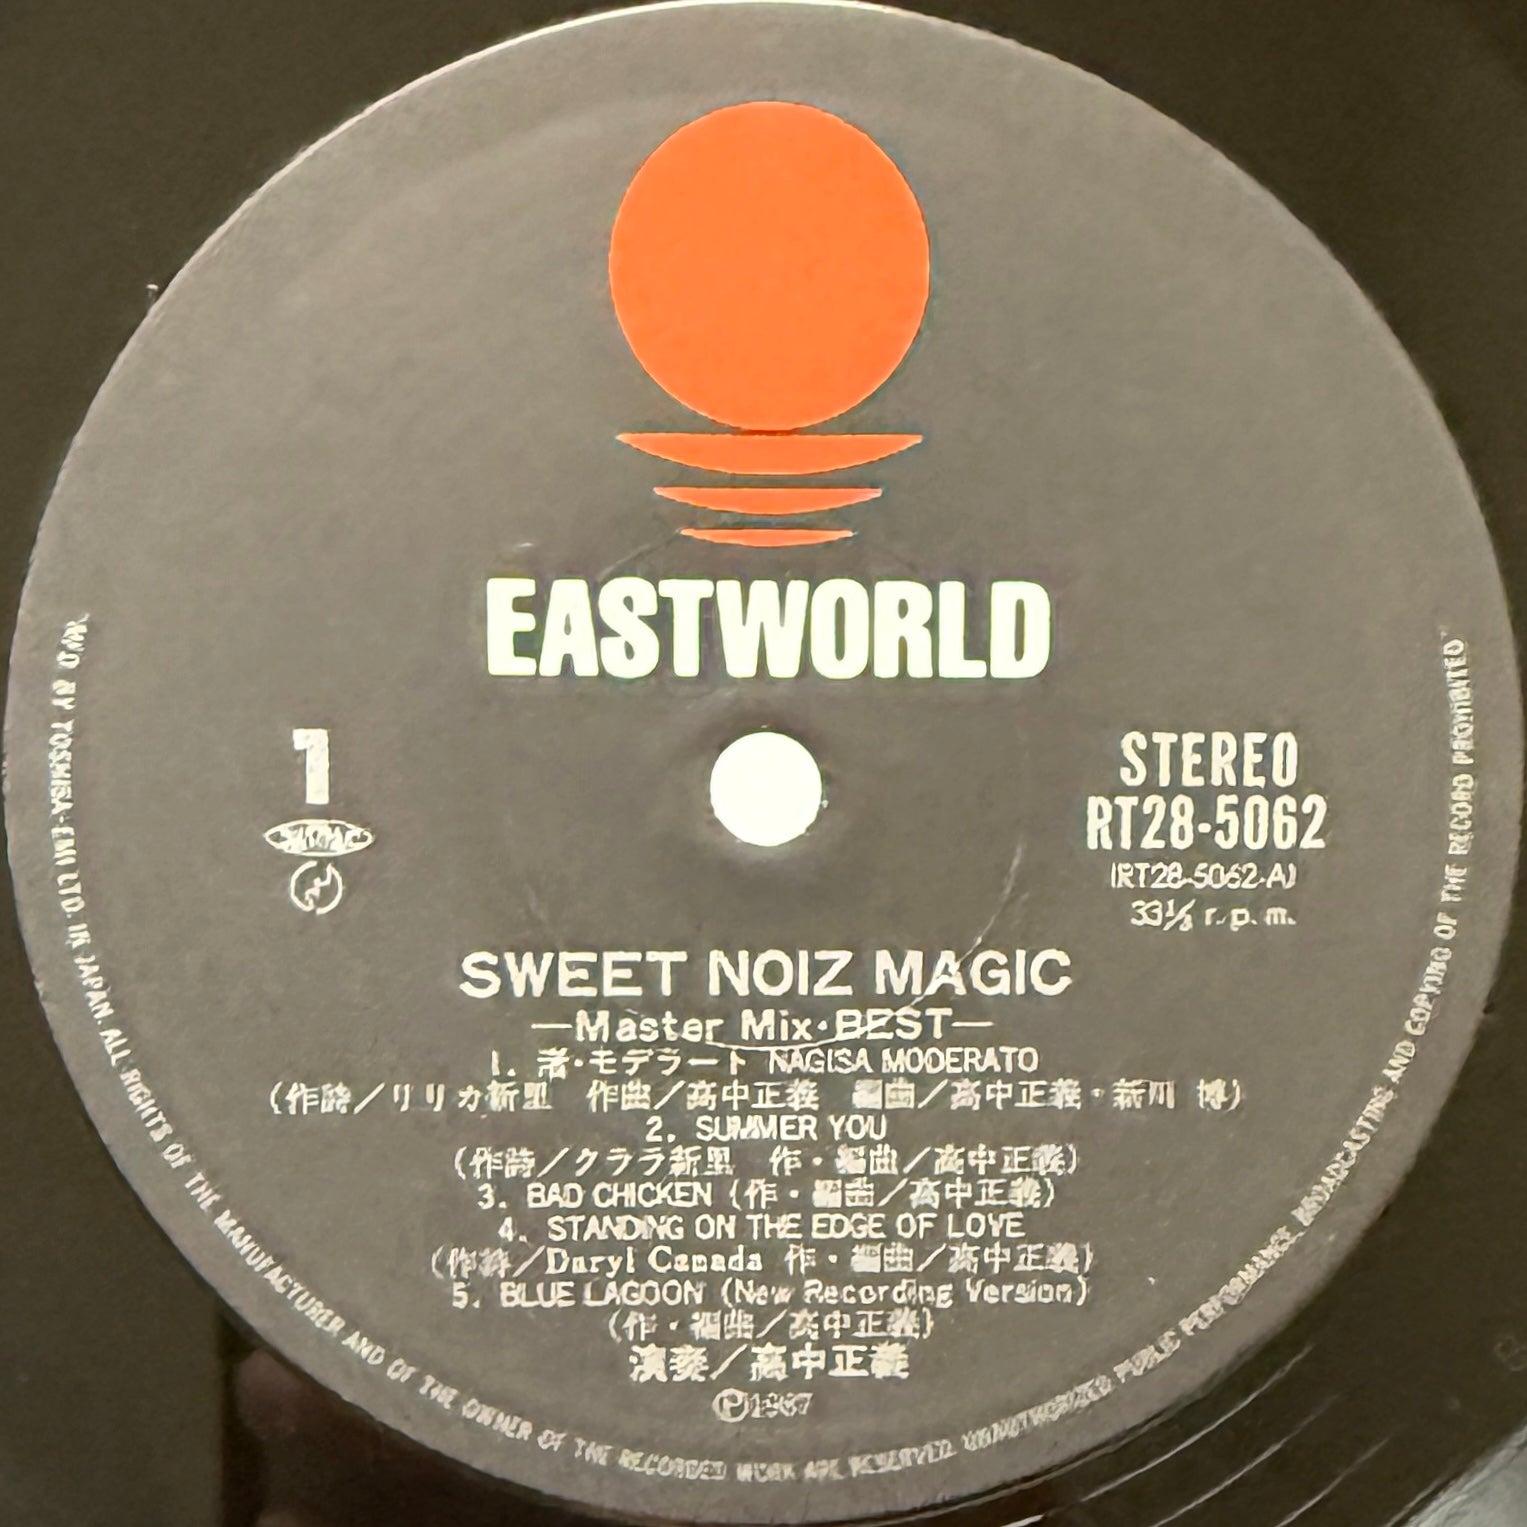 EASTWORLD
1
STEREO
RT28-5062
(RT28-5062-A)
33⅓ r.p.m.
SWEET NOIZ MAGIC
—Master Mix・BEST—
1. 渚・モデラート NAGISA MODERATO
(作詩／リリカ新里 作曲／高中正義 編曲／高中正義・新川 博)
2. SUMMER YOU
(作詩／クララ新里 作・編曲／高中正義)
3. BAD CHICKEN (作・編曲／高中正義)
4. STANDING ON THE EDGE OF LOVE
(作詩／Daryl Canada 作・編曲／高中正義)
5. BLUE LAGOON (New Recording Version)
(作・編曲／高中正義)
演奏／高中正義
Ⓟ1987
MF'D BY TOSHIBA-EMI LTD. IN JAPAN. ALL RIGHTS OF THE MANUFACTURER AND OF THE OWNER OF THE RECORDED WORK ARE RESERVED. UNAUTHORIZED PUBLIC PERFORMANCE, BROADCASTING AND COPYING OF THE RECORD PROHIBITED